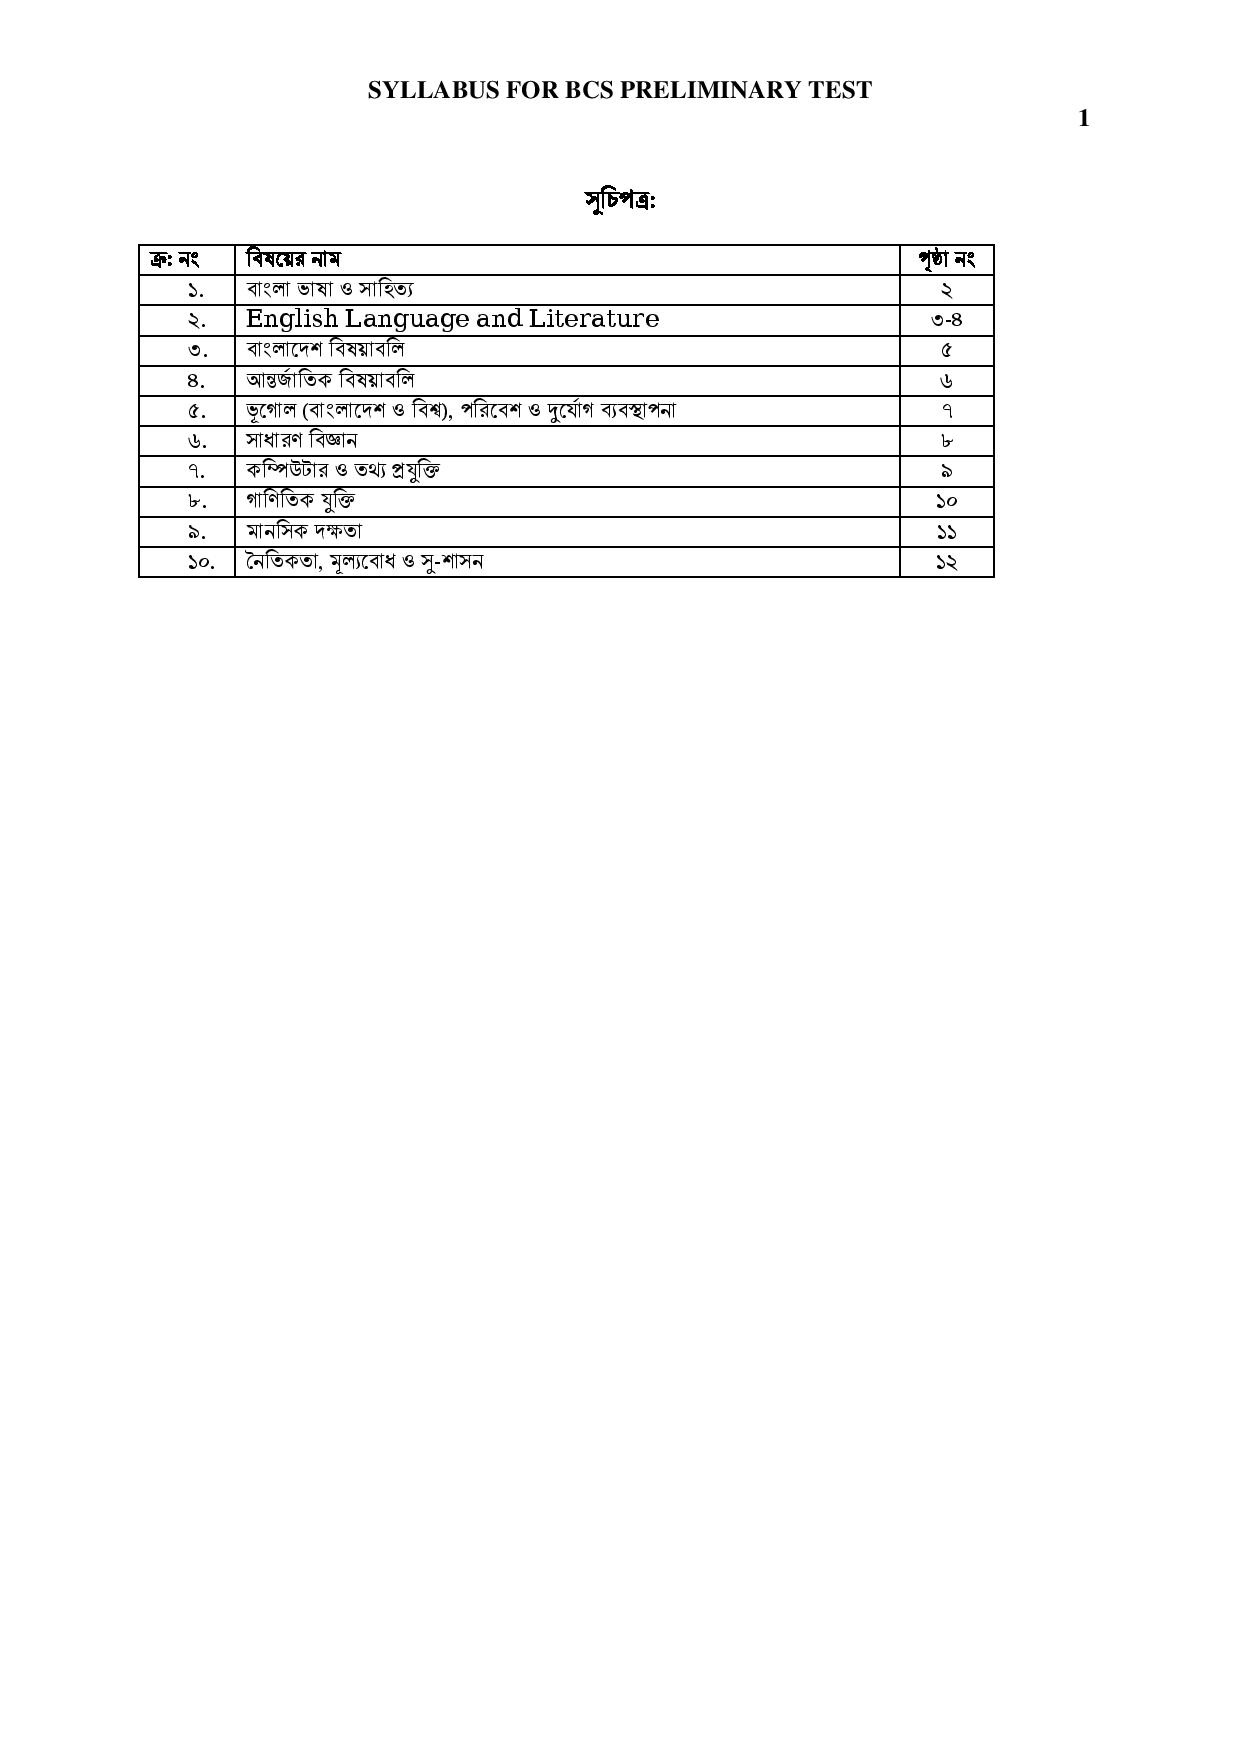 SYLLABUS FOR BCS PRELIMINARY TEST
1
সুচিপত্র:
ক্র: নং বিষয়ের নাম পৃষ্ঠা নং
১. বাংলা ভাষা ও সাহিত্য ২
২. English Language and Literature ৩-৪
৩. বাংলাদেশ বিষয়াবলি ৫
৪. আন্তর্জাতিক বিষয়াবলি ৬
৫. ভূগোল (বাংলাদেশ ও বিশ্ব), পরিবেশ ও দুর্যোগ ব্যবস্থাপনা ৭
৬. সাধারণ বিজ্ঞান ৮
৭. কম্পিউটার ও তথ্য প্রযুক্তি ৯
৮. গাণিতিক যুক্তি ১০
৯. মানসিক দক্ষতা ১১
১০. নৈতিকতা, মূল্যবোধ ও সু-শাসন ১২